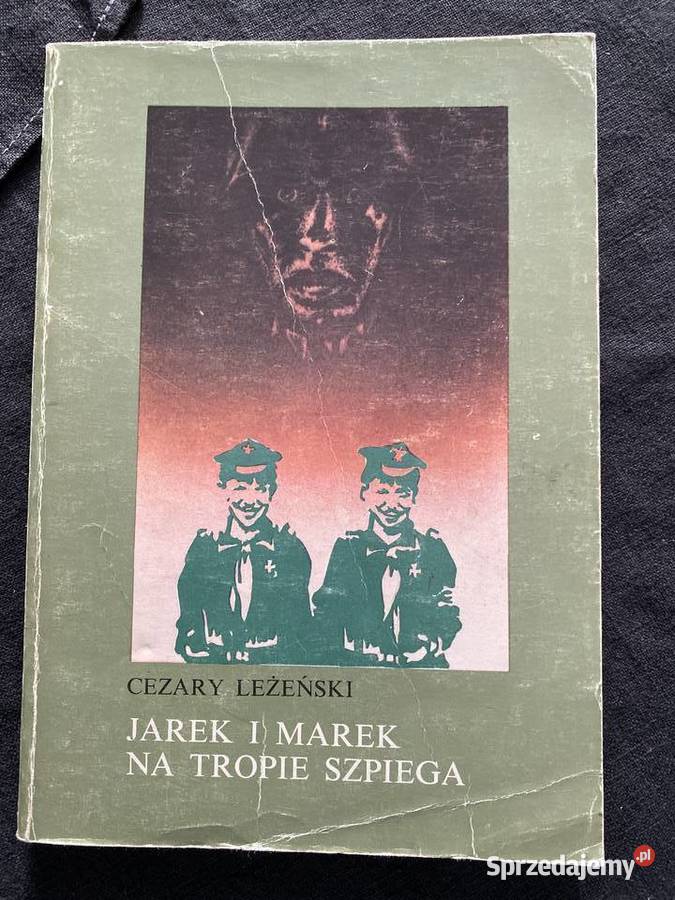 CEZARY LEŻEŃSKI
JAREK I MAREK
NA TROPIE SZPIEGA
Sprzedajemy.pl